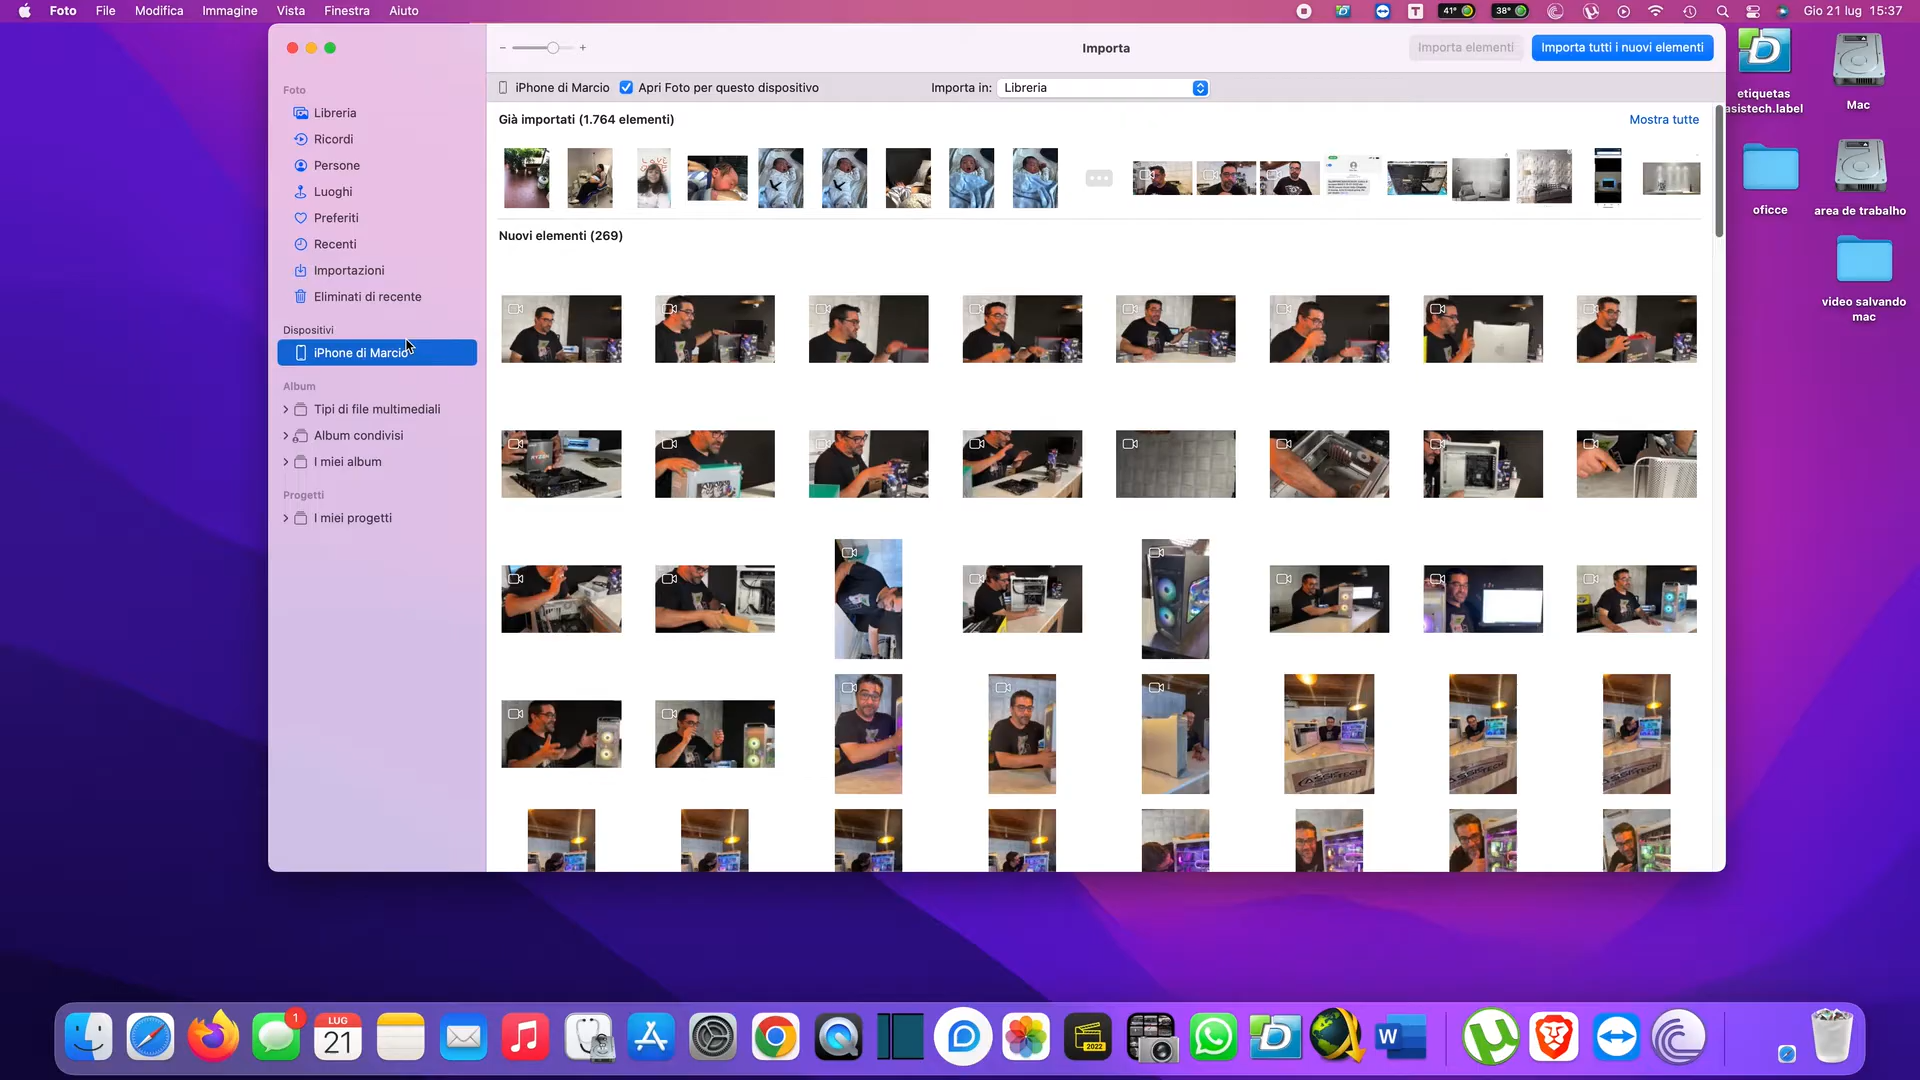 Foto File Modifica Immagine Vista Finestra Aiuto
41° 38° Gio 21 lug 15:37
Importa
Importa elementi
Importa tutti i nuovi elementi
iPhone di Marcio
Apri Foto per questo dispositivo
Importa in: Libreria
Foto
Libreria
Ricordi
Persone
Luoghi
Preferiti
Recenti
Importazioni
Eliminati di recente
Dispositivi
iPhone di Marcio
Album
Tipi di file multimediali
Album condivisi
I miei album
Progetti
I miei progetti
Già importati (1.764 elementi)
Mostra tutte
Nuovi elementi (269)
etiquetas
asistech.label
Mac
oficce
area de trabalho
video salvando
mac
1
LUG
21
2022
W